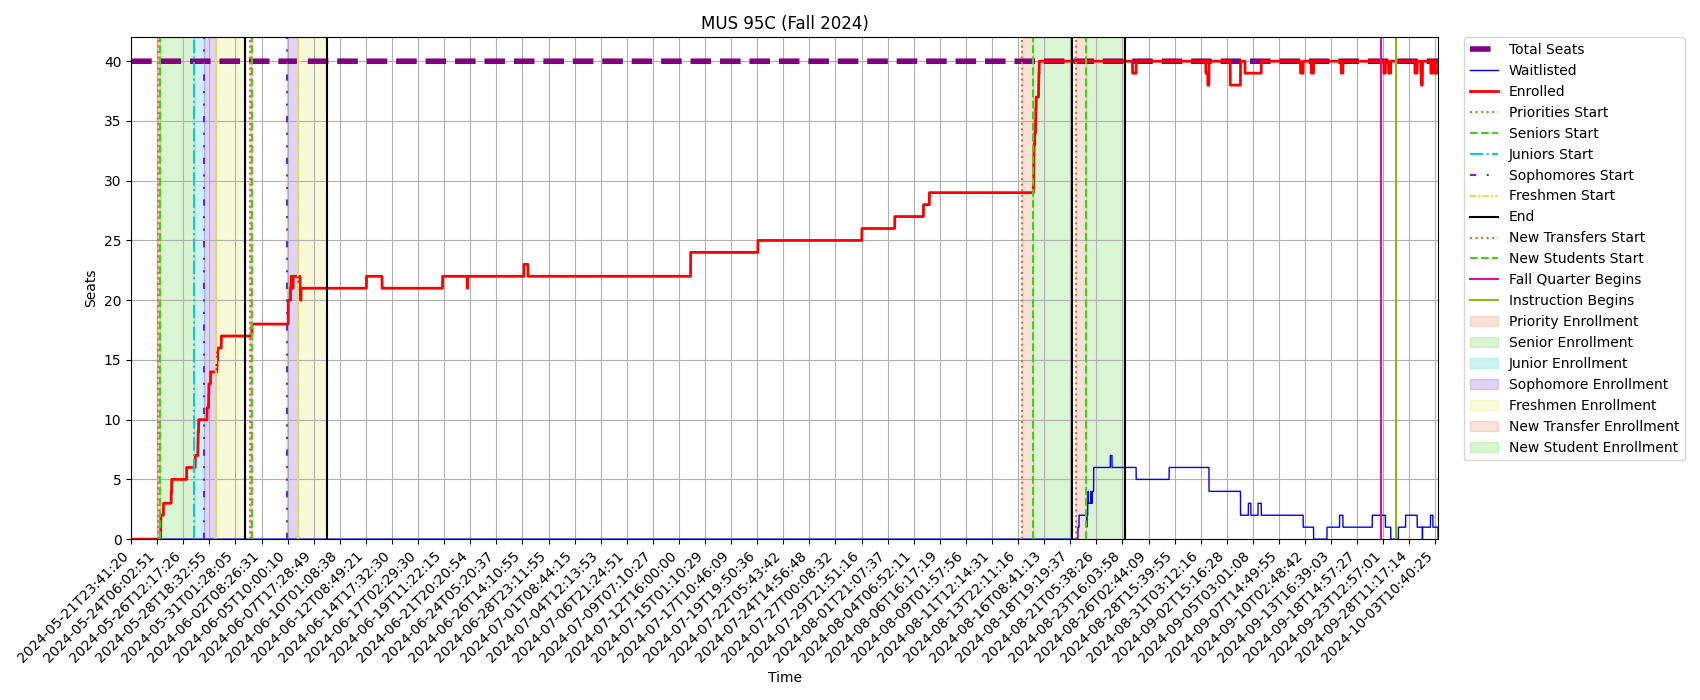 MUS 95C (Fall 2024)
Seats
40
35
30
25
20
15
10
5
0
2024-05-21T23:41:20
2024-05-24T06:02:51
2024-05-26T12:17:26
2024-05-28T18:32:55
2024-05-31T01:28:05
2024-06-02T08:26:31
2024-06-05T10:00:10
2024-06-07T17:28:49
2024-06-10T01:08:38
2024-06-12T08:49:21
2024-06-14T17:32:30
2024-06-17T02:29:30
2024-06-19T11:22:15
2024-06-21T20:20:54
2024-06-24T05:20:37
2024-06-26T14:10:55
2024-06-28T23:11:55
2024-07-01T08:44:15
2024-07-04T12:13:53
2024-07-06T21:24:51
2024-07-09T07:10:27
2024-07-12T16:00:00
2024-07-15T01:10:29
2024-07-17T10:46:09
2024-07-19T19:50:36
2024-07-22T05:43:42
2024-07-24T14:56:48
2024-07-27T00:08:32
2024-07-29T21:51:16
2024-08-01T21:07:37
2024-08-04T06:52:11
2024-08-06T16:17:19
2024-08-09T01:57:56
2024-08-11T12:14:31
2024-08-13T22:11:16
2024-08-16T08:41:13
2024-08-18T19:19:37
2024-08-21T05:38:26
2024-08-23T16:03:58
2024-08-26T02:44:09
2024-08-28T15:39:55
2024-08-31T03:12:16
2024-09-02T15:16:28
2024-09-05T03:01:08
2024-09-07T14:49:55
2024-09-10T02:48:42
2024-09-13T16:39:03
2024-09-18T14:57:27
2024-09-23T12:57:01
2024-09-28T11:17:14
2024-10-03T10:40:25
Time
Total Seats
Waitlisted
Enrolled
Priorities Start
Seniors Start
Juniors Start
Sophomores Start
Freshmen Start
End
New Transfers Start
New Students Start
Fall Quarter Begins
Instruction Begins
Priority Enrollment
Senior Enrollment
Junior Enrollment
Sophomore Enrollment
Freshmen Enrollment
New Transfer Enrollment
New Student Enrollment